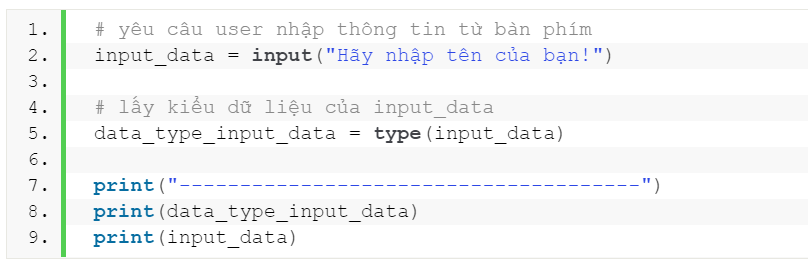 1. # yêu câu user nhập thông tin từ bàn phím
2. input_data = input("Hãy nhập tên của bạn!")
3.
4. # lấy kiểu dữ liệu của input_data
5. data_type_input_data = type(input_data)
6.
7. print("--------------------------------------")
8. print(data_type_input_data)
9. print(input_data)